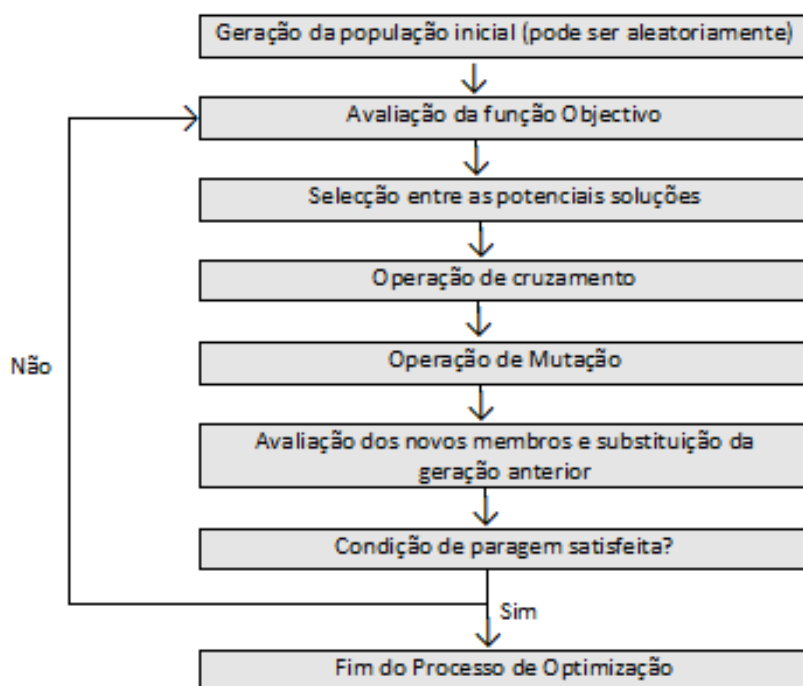 Geração da população inicial (pode ser aleatoriamente)
Avaliação da função Objectivo
Selecção entre as potenciais soluções
Operação de cruzamento
Não
Operação de Mutação
Avaliação dos novos membros e substituição da
geração anterior
Condição de paragem satisfeita?
Sim
Fim do Processo de Optimização